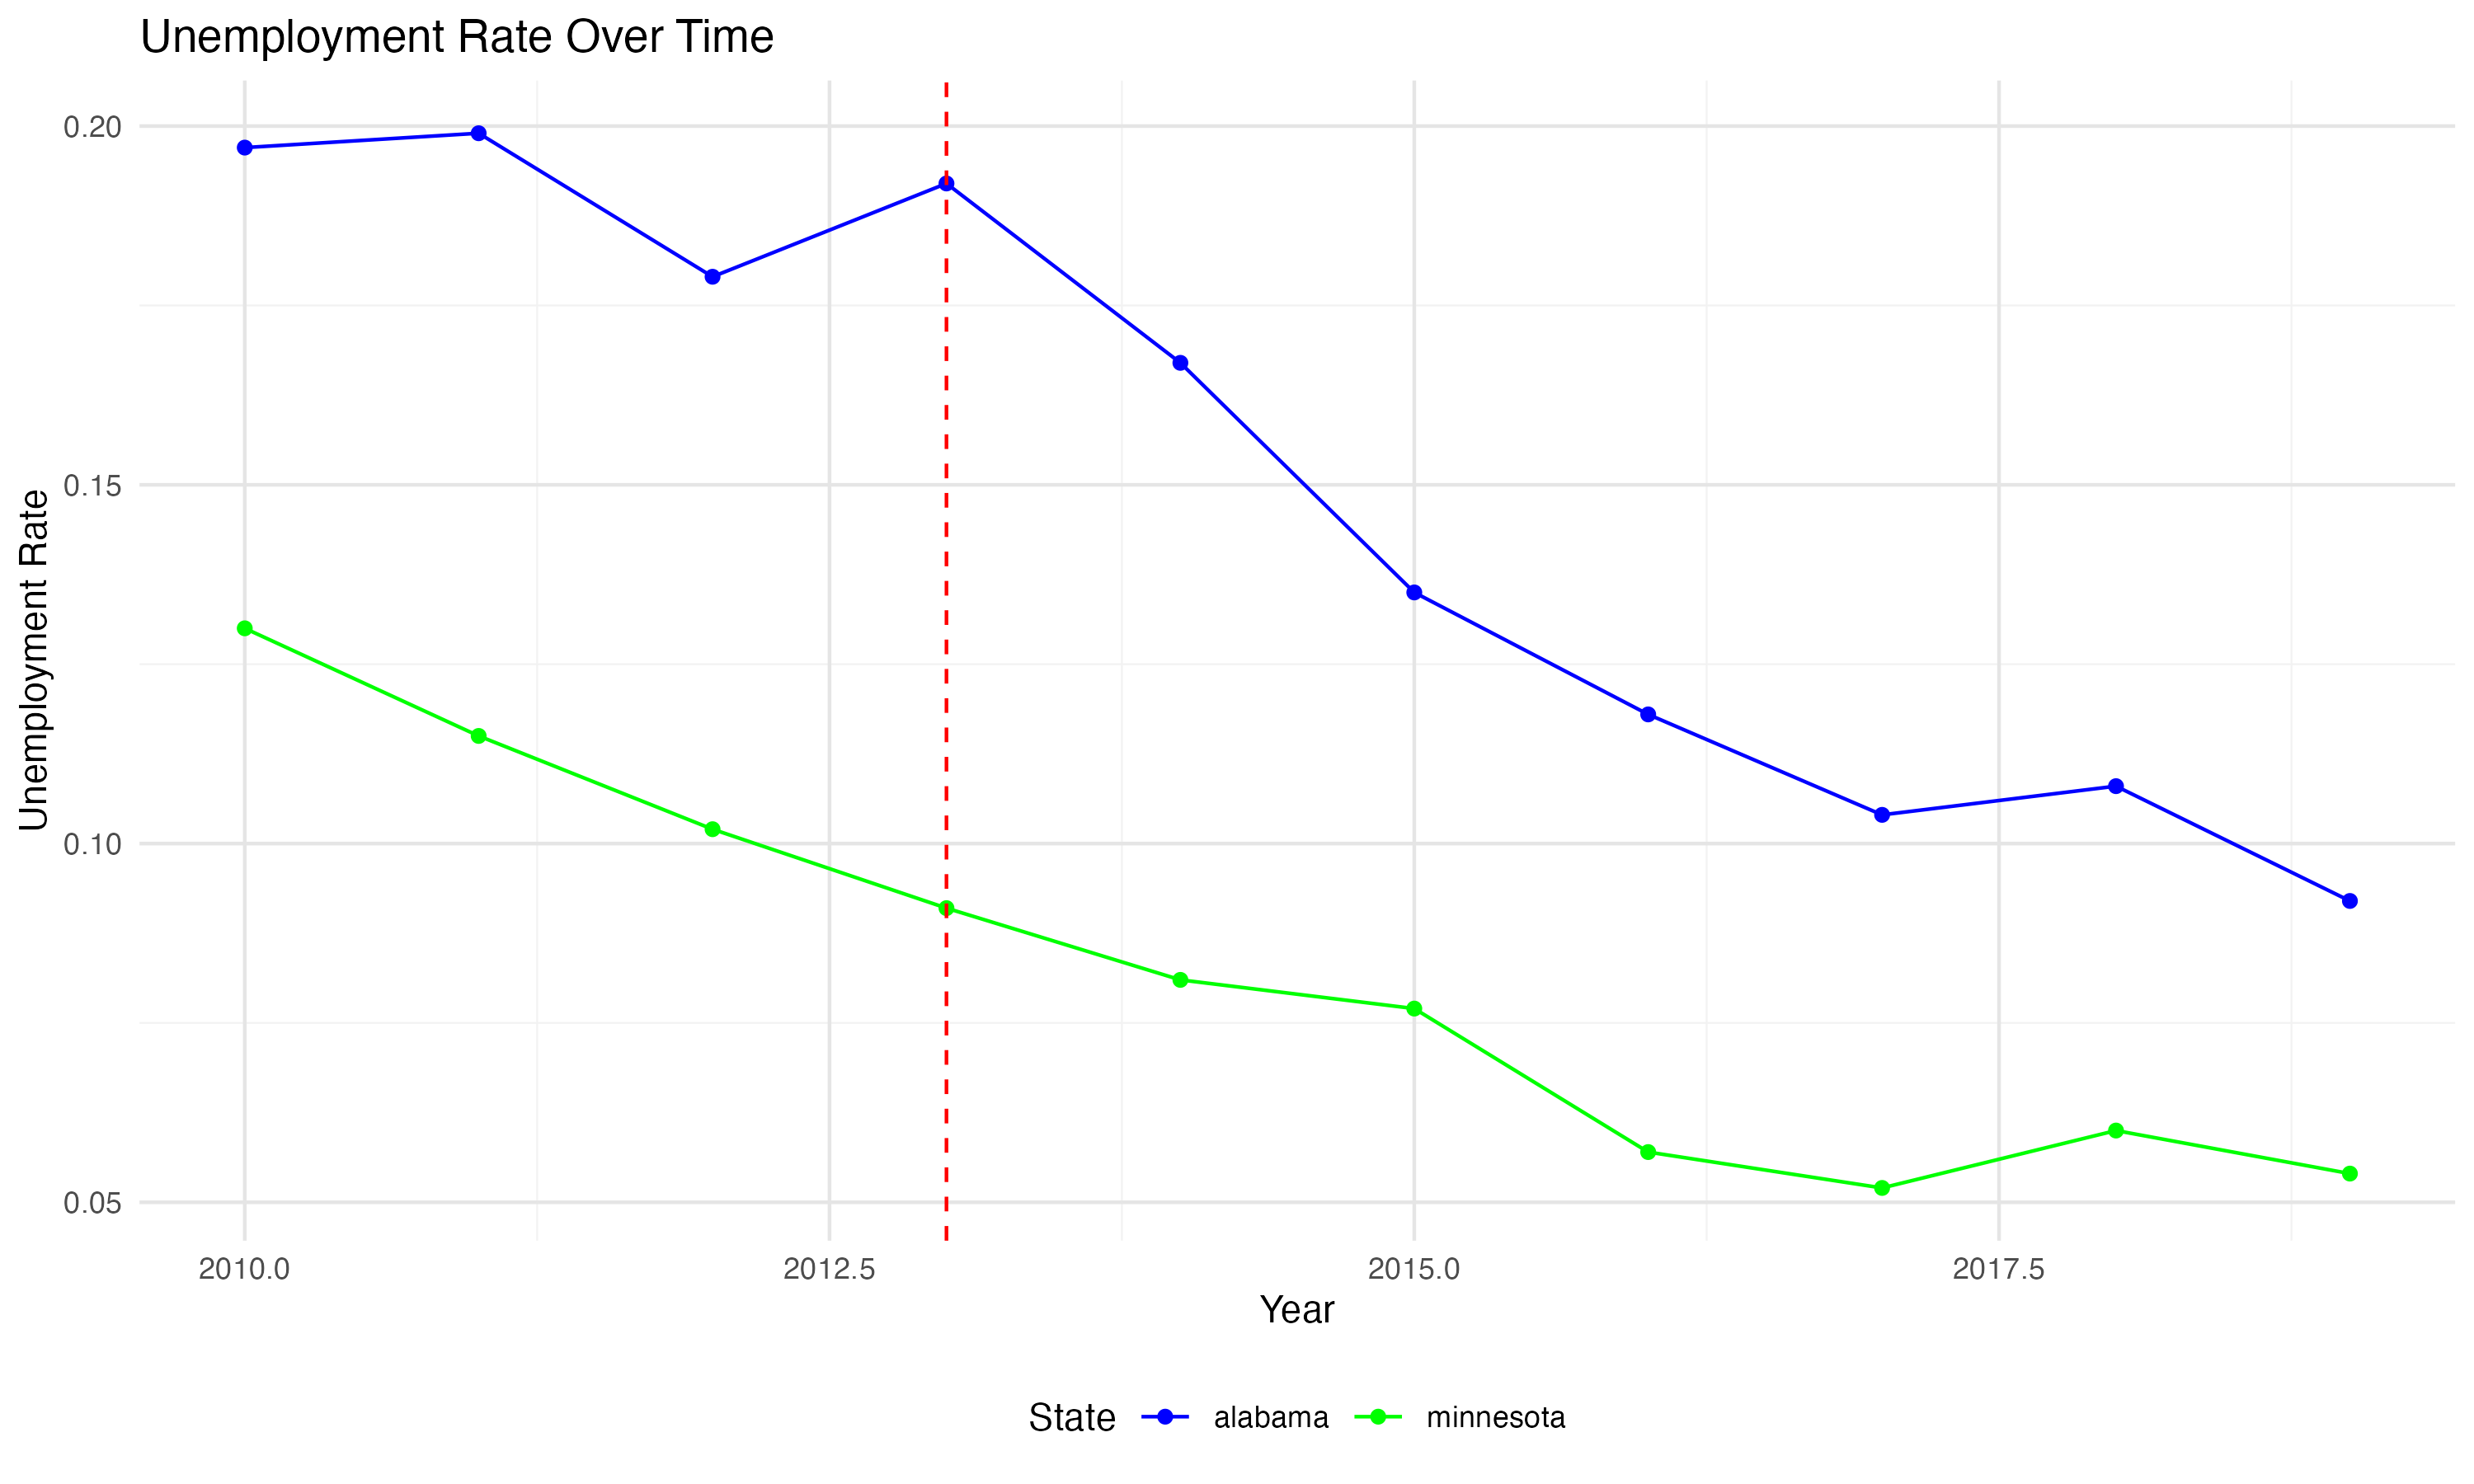 Unemployment Rate Over Time
Unemployment Rate
0.20
0.15
0.10
0.05
2010.0 2012.5 2015.0 2017.5
Year
State alabama minnesota